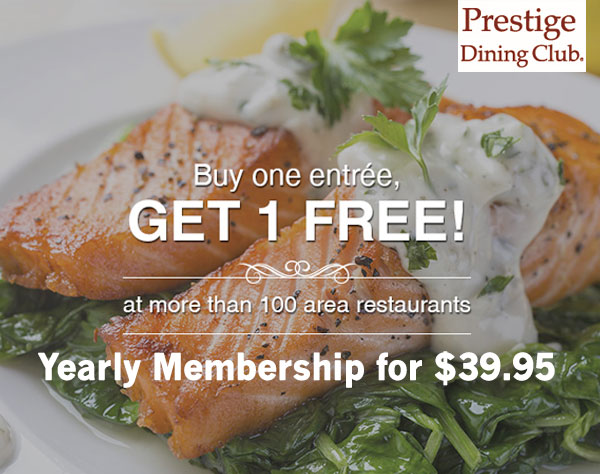 Prestige
Dining Club®
Buy one entrée,
GET 1 FREE!
at more than 100 area restaurants
Yearly Membership for $39.95